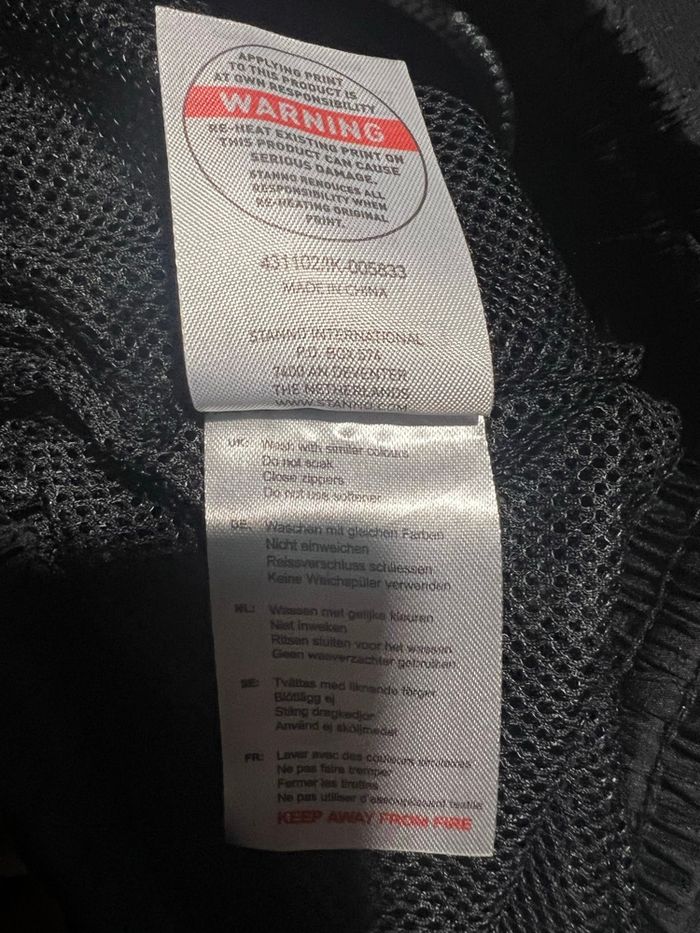 APPLYING PRINT
TO THIS PRODUCT IS
AT OWN RESPONSIBILITY
WARNING
RE-HEAT EXISTING PRINT ON
THIS PRODUCT CAN CAUSE
SERIOUS DAMAGE
STANNO RENOUCES ALL
RESPONSIBILITY WHEN
RE-HEATING ORIGINAL
PRINT.
431102/IK-005833
MADE IN CHINA
STANNO INTERNATIONAL
P.O. BOX 574
7400 AN DEVENTER
THE NETHERLANDS
WWW.STANNO.COM
UK: Wash with similar colours
Do not soak
Close zippers
Do not use softener
DE: Waschen mit gleichen Farben
Nicht einweichen
Reissverschluss schliessen
Keine Weichspüler verwenden
NL: Wassen met gelijke kleuren
Niet inweken
Ritsen sluiten voor het wassen
Geen wasverzachter gebruiken
SE: Tvättas med liknande färger
Blötlägg ej
Stäng dragkedjor
Använd ej sköljmedel
FR: Laver avec des couleurs similaires
Ne pas faire tremper
Fermer les tirettes
Ne pas utiliser d'assouplissant textile
KEEP AWAY FROM FIRE